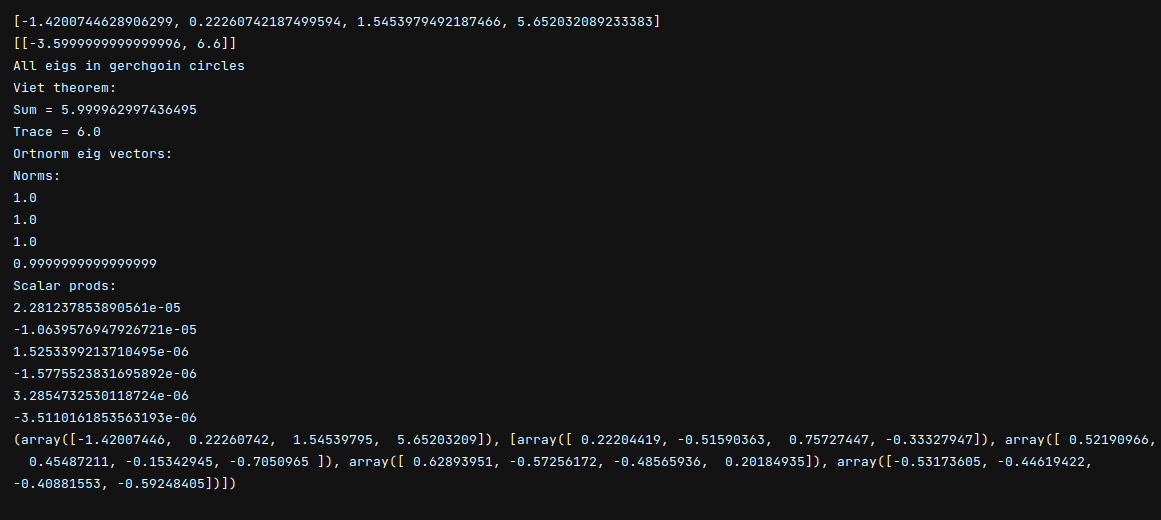 [-1.4200744628906299, 0.22260742187499594, 1.5453979492187466, 5.652032089233383]
[[-3.5999999999999996, 6.6]]
All eigs in gerchgoin circles
Viet theorem:
Sum = 5.999962997436495
Trace = 6.0
Ortnorm eig vectors:
Norms:
1.0
1.0
1.0
0.9999999999999999
Scalar prods:
2.281237853890561e-05
-1.0639576947926721e-05
1.5253399213710495e-06
-1.5775523831695892e-06
3.2854732530118724e-06
-3.5110161853563193e-06
(array([-1.42007446,  0.22260742,  1.54539795,  5.65203209]), [array([ 0.22204419, -0.51590363,  0.75727447, -0.33327947]), array([ 0.52190966,
  0.45487211, -0.15342945, -0.7050965 ]), array([ 0.62893951, -0.57256172, -0.48565936,  0.20184935]), array([-0.53173605, -0.44619422,
-0.40881553, -0.59248405])])